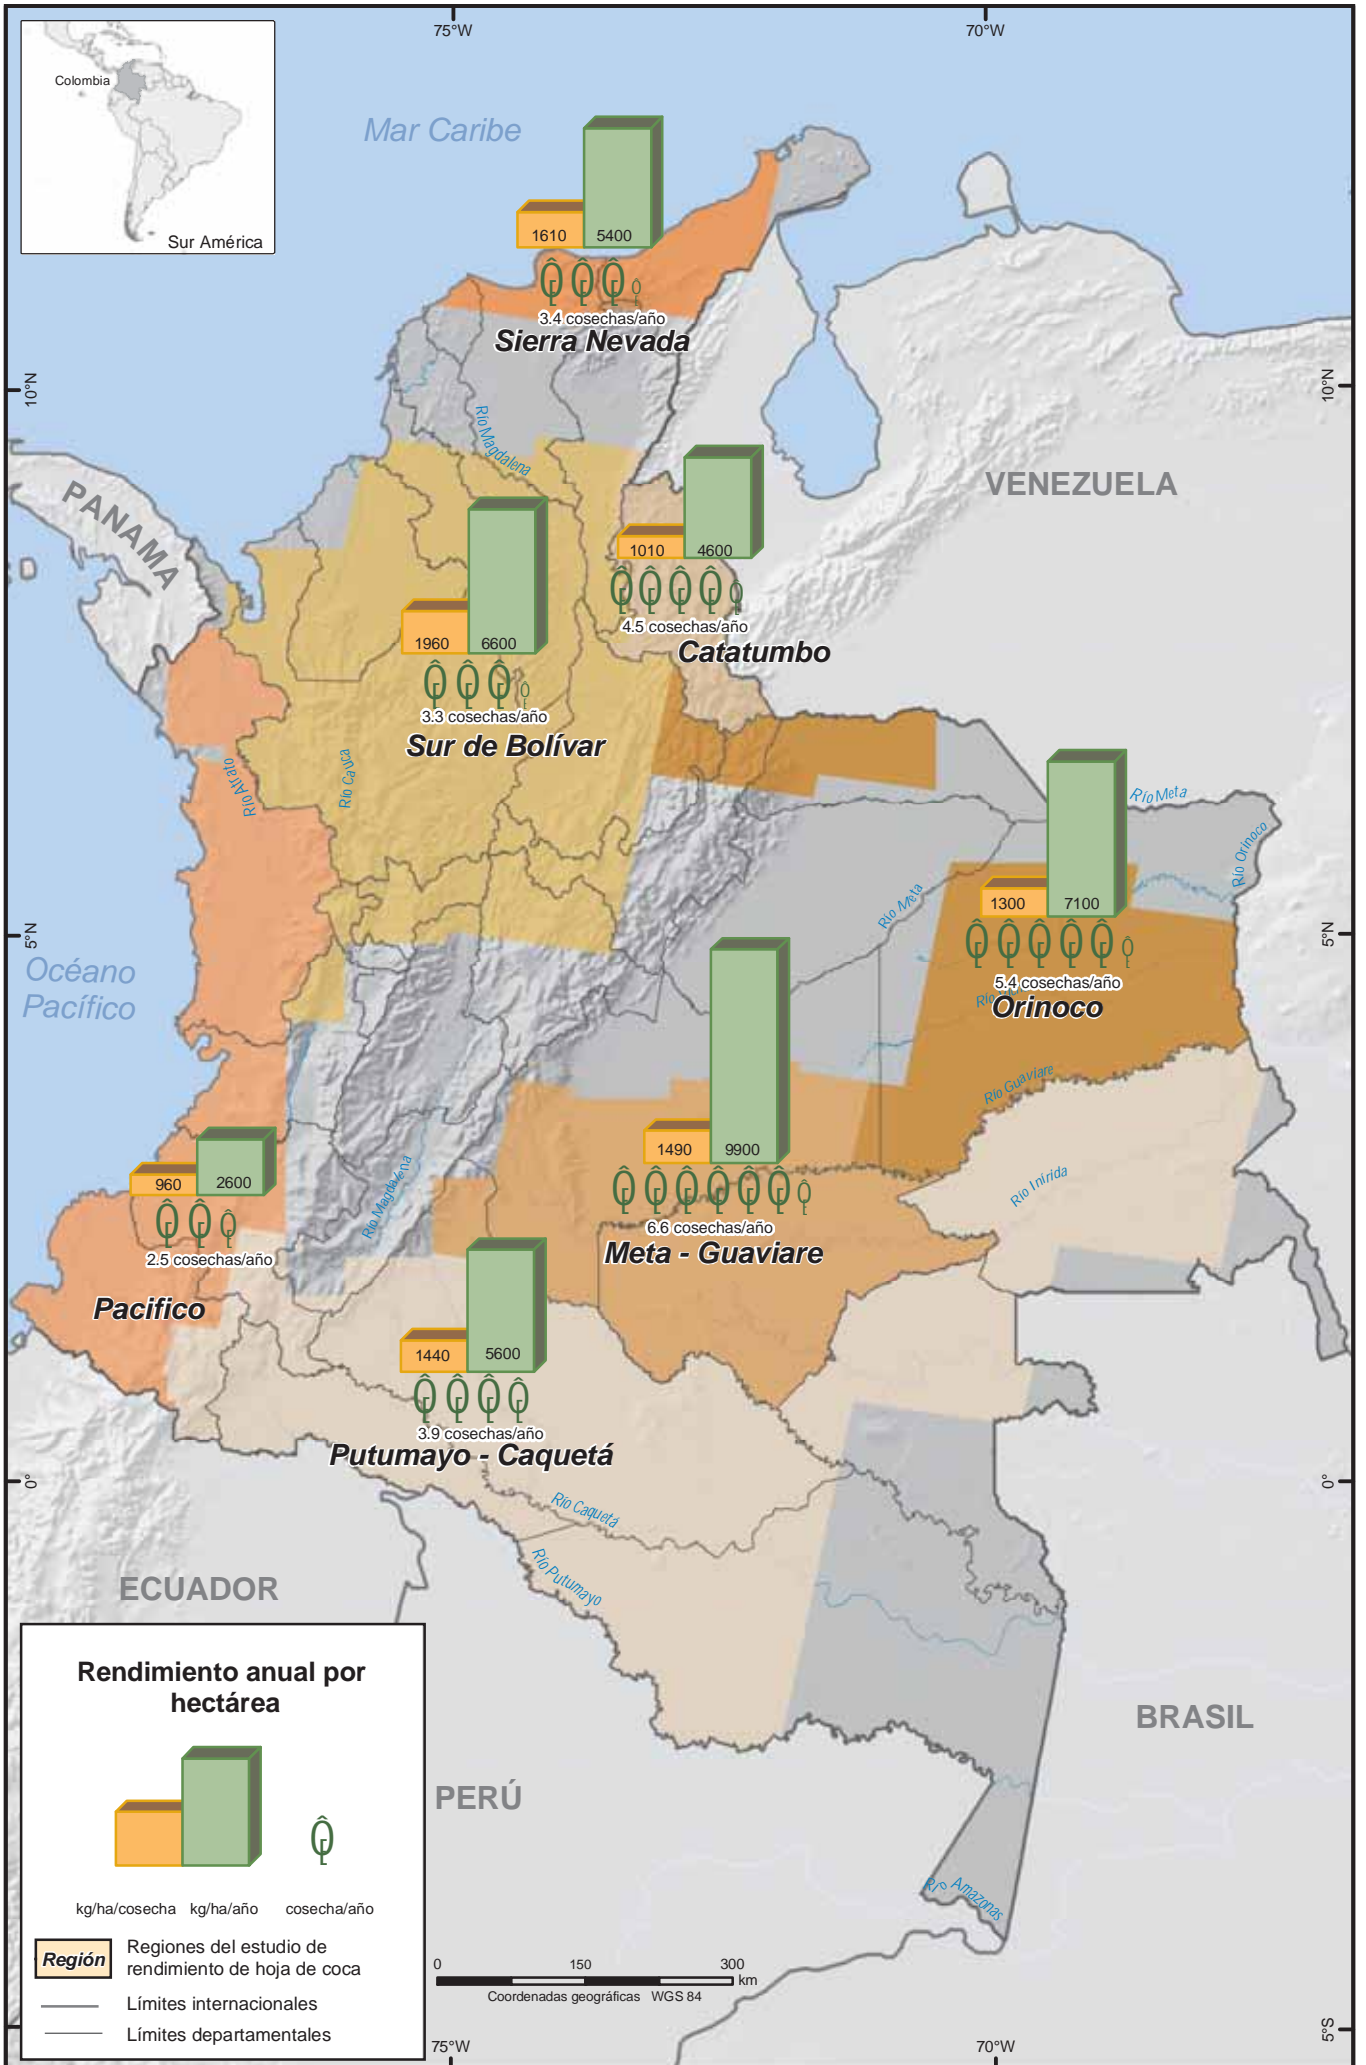 75°W
70°W
Colombia
Sur América
Mar Caribe
1610
5400
3.4 cosechas/año
Sierra Nevada
10°N
10°N
Río Magdalena
PANAMA
VENEZUELA
1010
4600
4.5 cosechas/año
Catatumbo
1960
6600
3.3 cosechas/año
Sur de Bolívar
Río Atrato
Río Cauca
Río Meta
Río Orinoco
Río Meta
1300
7100
5.4 cosechas/año
Orinoco
5°N
5°N
Océano
Pacífico
Río Guaviare
1490
9900
6.6 cosechas/año
Meta - Guaviare
Río Inírida
Río Magdalena
960
2600
2.5 cosechas/año
Pacifico
1440
5600
3.9 cosechas/año
Putumayo - Caquetá
0°
0°
Río Caquetá
Río Putumayo
ECUADOR
BRASIL
PERÚ
Río Amazonas
Rendimiento anual por
hectárea
kg/ha/cosecha kg/ha/año cosecha/año
Región
Regiones del estudio de
rendimiento de hoja de coca
Límites internacionales
Límites departamentales
0 150 300
km
Coordenadas geográficas WGS 84
5°S
75°W
70°W